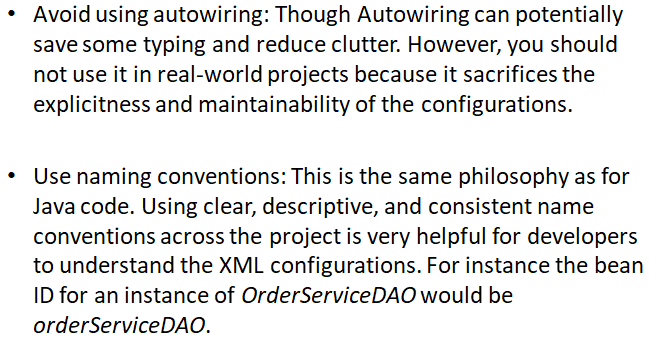 • Avoid using autowiring: Though Autowiring can potentially
save some typing and reduce clutter. However, you should
not use it in real-world projects because it sacrifices the
explicitness and maintainability of the configurations.
• Use naming conventions: This is the same philosophy as for
Java code. Using clear, descriptive, and consistent name
conventions across the project is very helpful for developers
to understand the XML configurations. For instance the bean
ID for an instance of OrderServiceDAO would be
orderServiceDAO.